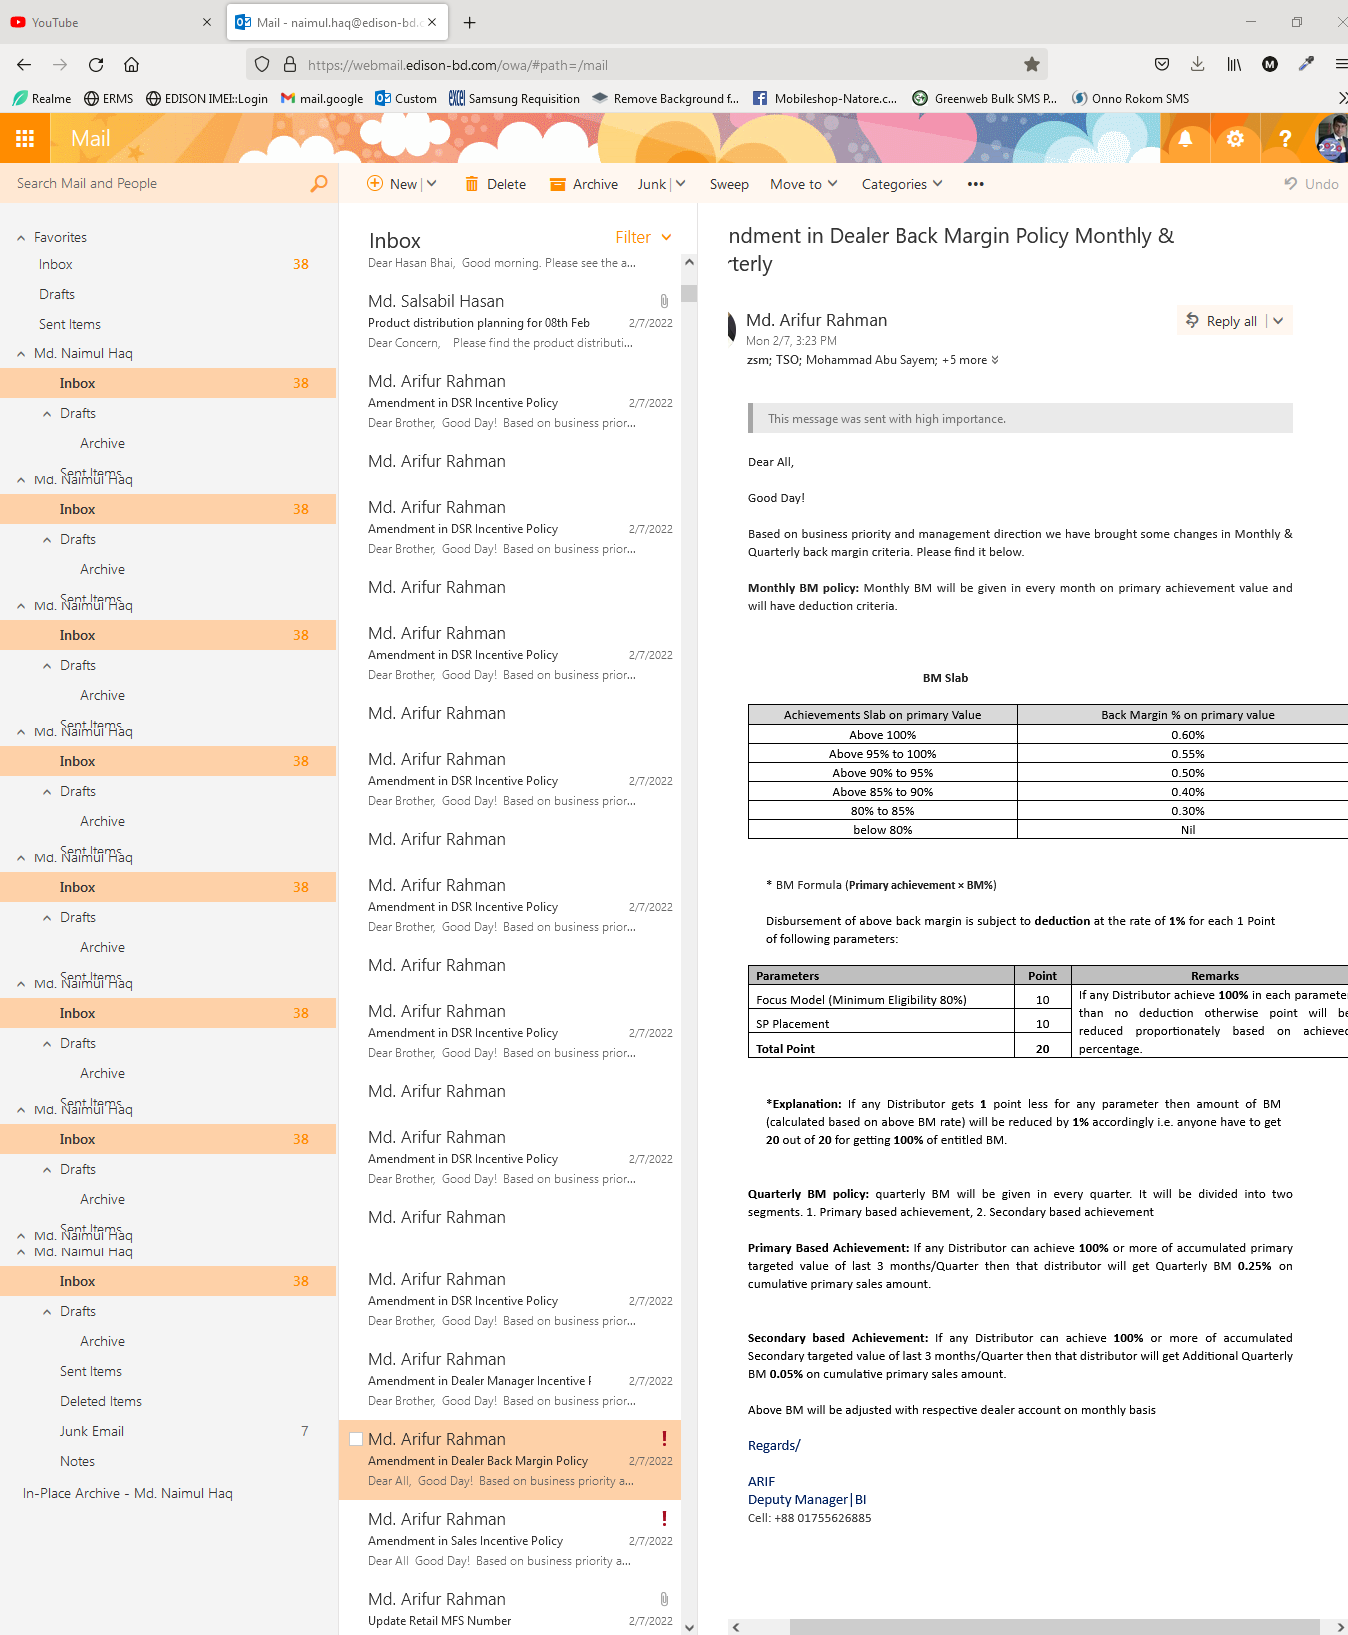 YouTube
Mail - naimul.haq@edison-bd.c
https://webmail.edison-bd.com/owa/#path=/mail
Realme ERMS EDISON IMEI::Login mail.google Custom Samsung Requisition Remove Background f... Mobileshop-Natore.c... Greenweb Bulk SMS P... Onno Rokom SMS
Mail
Search Mail and People
New Delete Archive Junk Sweep Move to Categories ••• Undo
Favorites
Inbox 38
Drafts
Sent Items
Md. Naimul Haq
Inbox 38
Drafts
Archive
Sent Items
Md. Naimul Haq
Inbox 38
Drafts
Archive
Sent Items
Md. Naimul Haq
Inbox 38
Drafts
Archive
Sent Items
Md. Naimul Haq
Inbox 38
Drafts
Archive
Sent Items
Md. Naimul Haq
Inbox 38
Drafts
Archive
Sent Items
Md. Naimul Haq
Inbox 38
Drafts
Archive
Sent Items
Md. Naimul Haq
Inbox 38
Drafts
Archive
Sent Items
Md. Naimul Haq
Md. Naimul Haq
Inbox 38
Drafts
Archive
Sent Items
Deleted Items
Junk Email 7
Notes
In-Place Archive - Md. Naimul Haq
Inbox Filter
Dear Hasan Bhai, Good morning. Please see the a...
Md. Salsabil Hasan
Product distribution planning for 08th Feb 2/7/2022
Dear Concern, Please find the product distributi...
Md. Arifur Rahman
Amendment in DSR Incentive Policy 2/7/2022
Dear Brother, Good Day! Based on business prior...
Md. Arifur Rahman
Md. Arifur Rahman
Amendment in DSR Incentive Policy 2/7/2022
Dear Brother, Good Day! Based on business prior...
Md. Arifur Rahman
Md. Arifur Rahman
Amendment in DSR Incentive Policy 2/7/2022
Dear Brother, Good Day! Based on business prior...
Md. Arifur Rahman
Md. Arifur Rahman
Amendment in DSR Incentive Policy 2/7/2022
Dear Brother, Good Day! Based on business prior...
Md. Arifur Rahman
Md. Arifur Rahman
Amendment in DSR Incentive Policy 2/7/2022
Dear Brother, Good Day! Based on business prior...
Md. Arifur Rahman
Md. Arifur Rahman
Amendment in DSR Incentive Policy 2/7/2022
Dear Brother, Good Day! Based on business prior...
Md. Arifur Rahman
Md. Arifur Rahman
Amendment in DSR Incentive Policy 2/7/2022
Dear Brother, Good Day! Based on business prior...
Md. Arifur Rahman
Md. Arifur Rahman
Amendment in DSR Incentive Policy 2/7/2022
Dear Brother, Good Day! Based on business prior...
Md. Arifur Rahman
Amendment in Dealer Manager Incentive 2/7/2022
Dear Brother, Good Day! Based on business prior...
Md. Arifur Rahman !
Amendment in Dealer Back Margin Policy 2/7/2022
Dear All, Good Day! Based on business priority a...
Md. Arifur Rahman !
Amendment in Sales Incentive Policy 2/7/2022
Dear All Good Day! Based on business priority a...
Md. Arifur Rahman
Update Retail MFS Number 2/7/2022
ndment in Dealer Back Margin Policy Monthly &
rterly
Md. Arifur Rahman Reply all
Mon 2/7, 3:23 PM
zsm; TSO; Mohammad Abu Sayem; +5 more
This message was sent with high importance.
Dear All,
Good Day!
Based on business priority and management direction we have brought some changes in Monthly &
Quarterly back margin criteria. Please find it below.
Monthly BM policy: Monthly BM will be given in every month on primary achievement value and
will have deduction criteria.
BM Slab
Achievements Slab on primary Value Back Margin % on primary value
Above 100% 0.60%
Above 95% to 100% 0.55%
Above 90% to 95% 0.50%
Above 85% to 90% 0.40%
80% to 85% 0.30%
below 80% Nil
* BM Formula (Primary achievement × BM%)
Disbursement of above back margin is subject to deduction at the rate of 1% for each 1 Point
of following parameters:
Parameters Point Remarks
Focus Model (Minimum Eligibility 80%) 10
SP Placement 10
Total Point 20
If any Distributor achieve 100% in each paramete
than no deduction otherwise point will be
reduced proportionately based on achieved
percentage.
*Explanation: If any Distributor gets 1 point less for any parameter then amount of BM
(calculated based on above BM rate) will be reduced by 1% accordingly i.e. anyone have to get
20 out of 20 for getting 100% of entitled BM.
Quarterly BM policy: quarterly BM will be given in every quarter. It will be divided into two
segments. 1. Primary based achievement, 2. Secondary based achievement
Primary Based Achievement: If any Distributor can achieve 100% or more of accumulated primary
targeted value of last 3 months/Quarter then that distributor will get Quarterly BM 0.25% on
cumulative primary sales amount.
Secondary based Achievement: If any Distributor can achieve 100% or more of accumulated
Secondary targeted value of last 3 months/Quarter then that distributor will get Additional Quarterly
BM 0.05% on cumulative primary sales amount.
Above BM will be adjusted with respective dealer account on monthly basis
Regards/
ARIF
Deputy Manager|BI
Cell: +88 01755626885